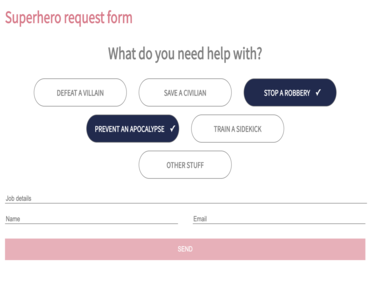 Superhero request form
What do you need help with?
DEFEAT A VILLAIN
SAVE A CIVILIAN
STOP A ROBBERY ✓
PREVENT AN APOCALYPSE ✓
TRAIN A SIDEKICK
OTHER STUFF
Job details
Name
Email
SEND